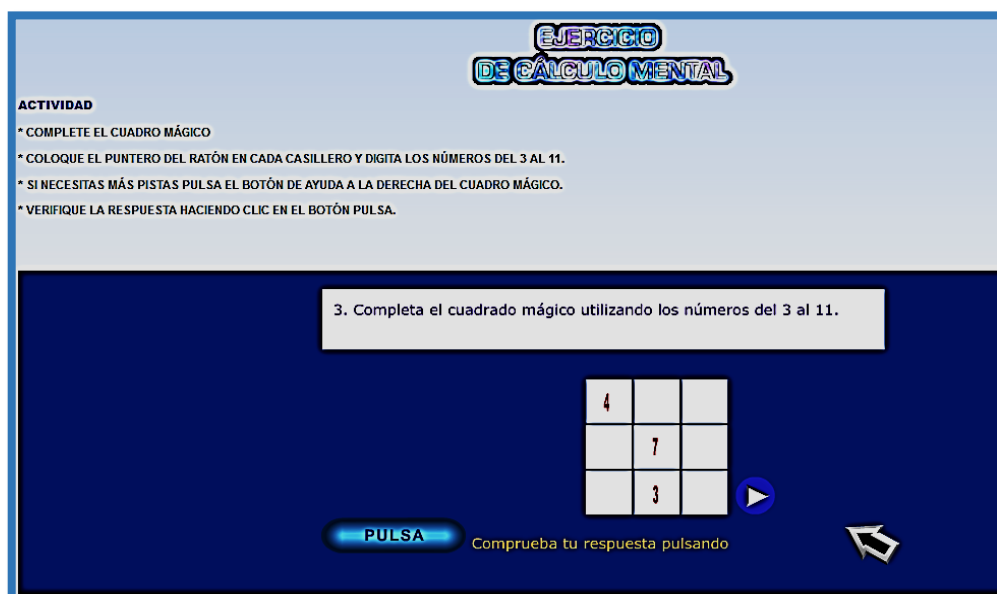 EJERCICIO
DE CÁLCULO MENTAL
ACTIVIDAD
* COMPLETE EL CUADRO MÁGICO
* COLOQUE EL PUNTERO DEL RATÓN EN CADA CASILLERO Y DIGITA LOS NÚMEROS DEL 3 AL 11.
* SI NECESITAS MÁS PISTAS PULSA EL BOTÓN DE AYUDA A LA DERECHA DEL CUADRO MÁGICO.
* VERIFIQUE LA RESPUESTA HACIENDO CLIC EN EL BOTÓN PULSA.
3. Completa el cuadrado mágico utilizando los números del 3 al 11.
4
7
3
PULSA
Comprueba tu respuesta pulsando